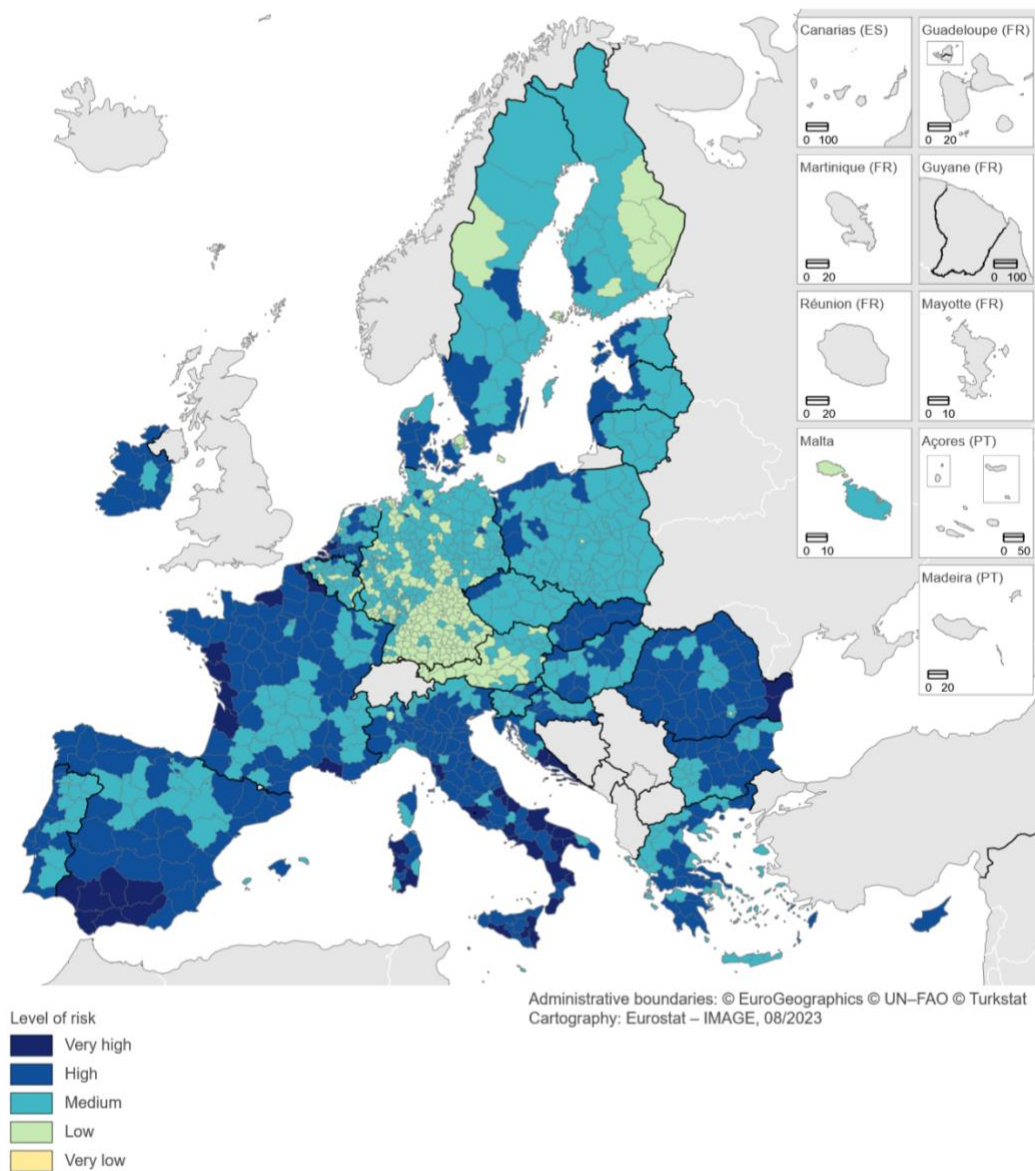 Canarias (ES)
0 100
Guadeloupe (FR)
0 20
Martinique (FR)
0 20
Guyane (FR)
0 100
Réunion (FR)
0 20
Mayotte (FR)
0 10
Malta
0 10
Açores (PT)
0 50
Madeira (PT)
0 20
Administrative boundaries: © EuroGeographics © UN–FAO © Turkstat
Cartography: Eurostat – IMAGE, 08/2023
Level of risk
Very high
High
Medium
Low
Very low